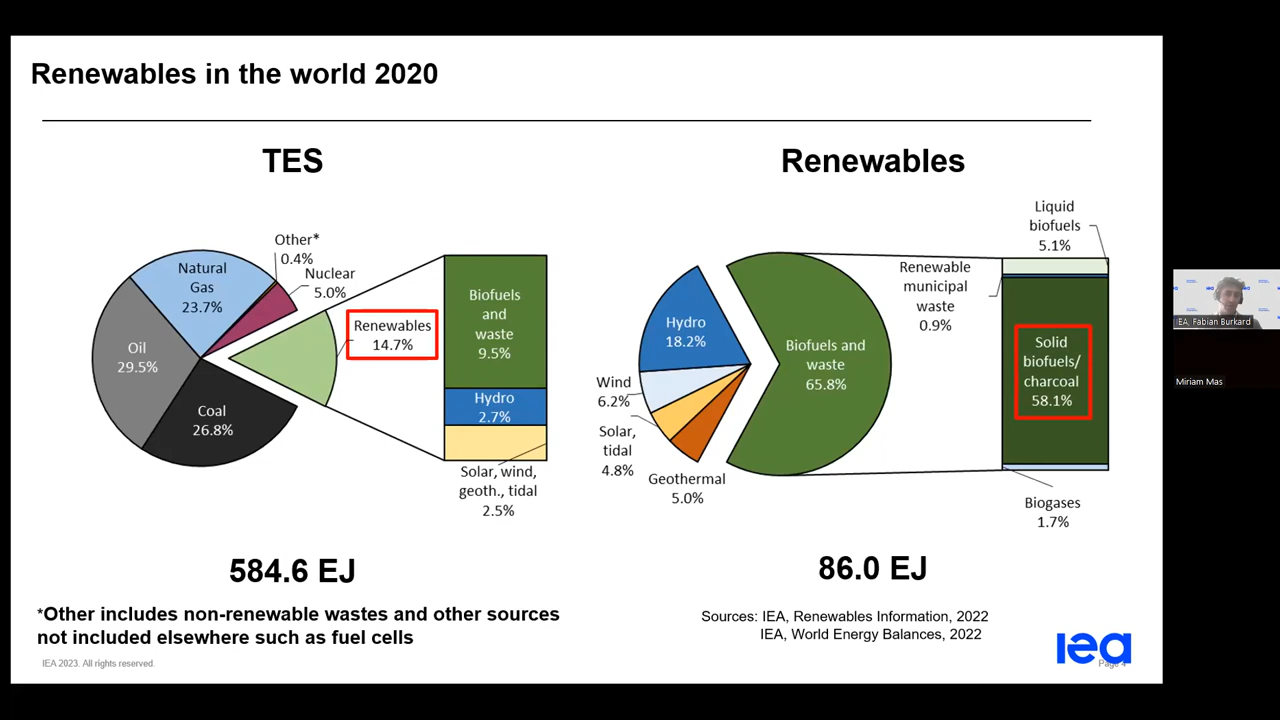 Renewables in the world 2020
TES
Renewables
Other*
0.4%
Natural
Gas
23.7%
Nuclear
5.0%
Oil
29.5%
Coal
26.8%
Renewables
14.7%
Biofuels
and
waste
9.5%
Hydro
2.7%
Solar, wind,
geoth., tidal
2.5%
Hydro
18.2%
Wind
6.2%
Solar,
tidal
4.8%
Geothermal
5.0%
Biofuels and
waste
65.8%
Liquid
biofuels
5.1%
Renewable
municipal
waste
0.9%
Solid
biofuels/
charcoal
58.1%
Biogases
1.7%
584.6 EJ
86.0 EJ
*Other includes non-renewable wastes and other sources
not included elsewhere such as fuel cells
Sources: IEA, Renewables Information, 2022
IEA, World Energy Balances, 2022
IEA 2023. All rights reserved.
iea
Page 4
IEA, Fabian Burkard
Miriam Mas